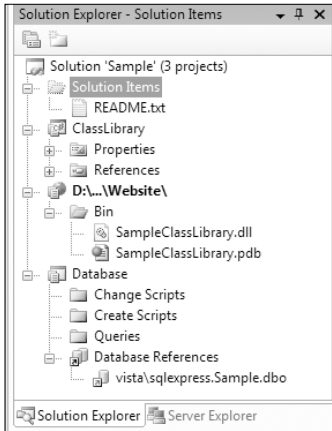 Solution Explorer - Solution Items
Solution 'Sample' (3 projects)
Solution Items
README.txt
ClassLibrary
Properties
References
D:\...\Website\
Bin
SampleClassLibrary.dll
SampleClassLibrary.pdb
Database
Change Scripts
Create Scripts
Queries
Database References
vista\sqlexpress.Sample.dbo
Solution Explorer Server Explorer